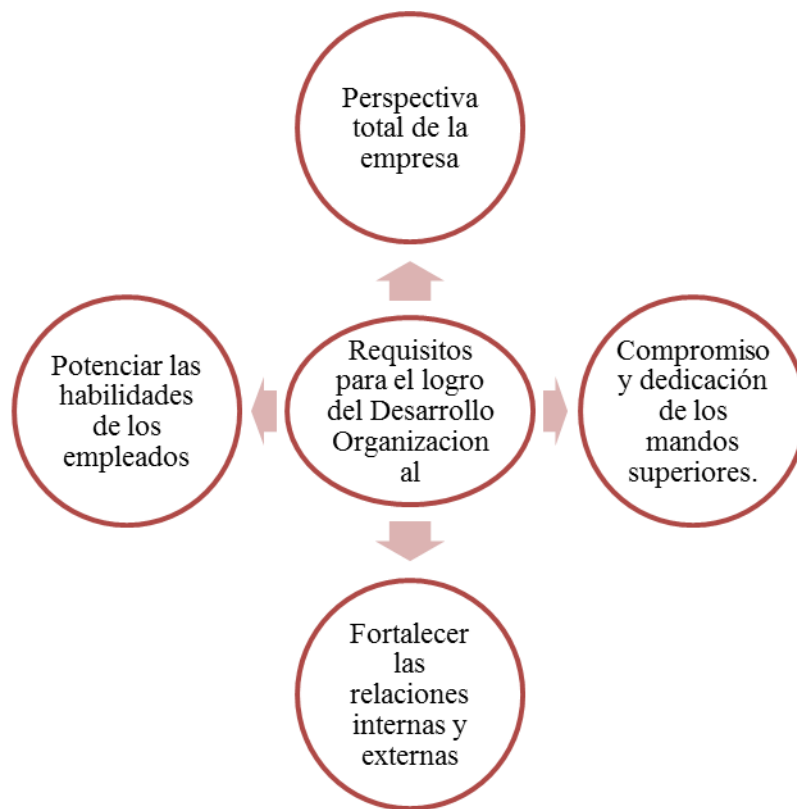 Perspectiva
total de la
empresa
Potenciar las
habilidades
de los
empleados
Requisitos
para el logro
del Desarrollo
Organizacion
al
Compromiso
y dedicación
de los
mandos
superiores.
Fortalecer
las
relaciones
internas y
externas